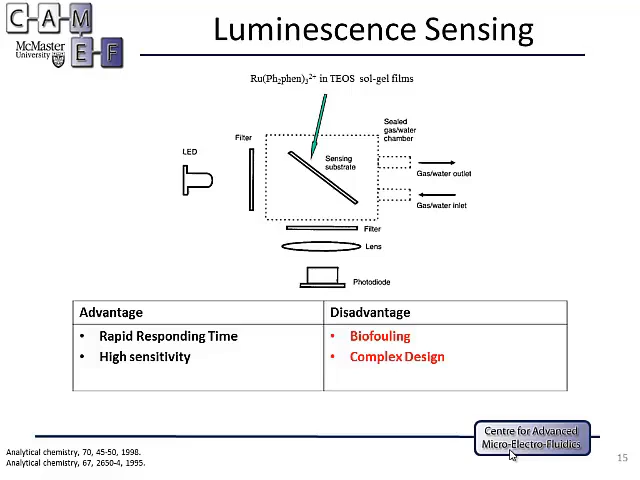 C A M
E F
McMaster
University
Luminescence Sensing
Ru(Ph₂phen)₃²⁺ in TEOS sol-gel films
Sealed
gas/water
chamber
Filter
LED
Sensing
substrate
Gas/water outlet
Gas/water inlet
Filter
Lens
Photodiode
Advantage
Disadvantage
• Rapid Responding Time
• Biofouling
• High sensitivity
• Complex Design
Centre for Advanced
Micro-Electro-Fluidics
Analytical chemistry, 70, 45-50, 1998.
Analytical chemistry, 67, 2650-4, 1995.
15